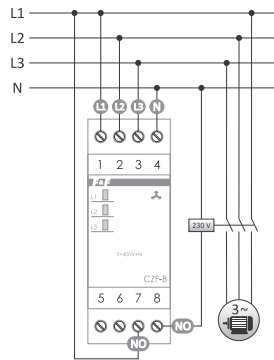 L1
L2
L3
N
L1 L2 L3 N
1 2 3 4
F&F
L1
L2
L3
3×400V+N
CZF-B
5 6 7 8
NO
NO
230 V
3~